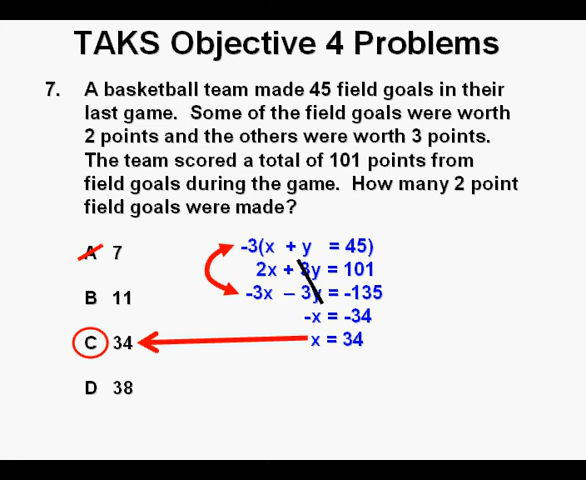 TAKS Objective 4 Problems
7. A basketball team made 45 field goals in their
last game. Some of the field goals were worth
2 points and the others were worth 3 points.
The team scored a total of 101 points from
field goals during the game. How many 2 point
field goals were made?
A 7
B 11
C 34
D 38
-3(x + y = 45)
2x + 3y = 101
-3x – 3y = -135
-x = -34
x = 34